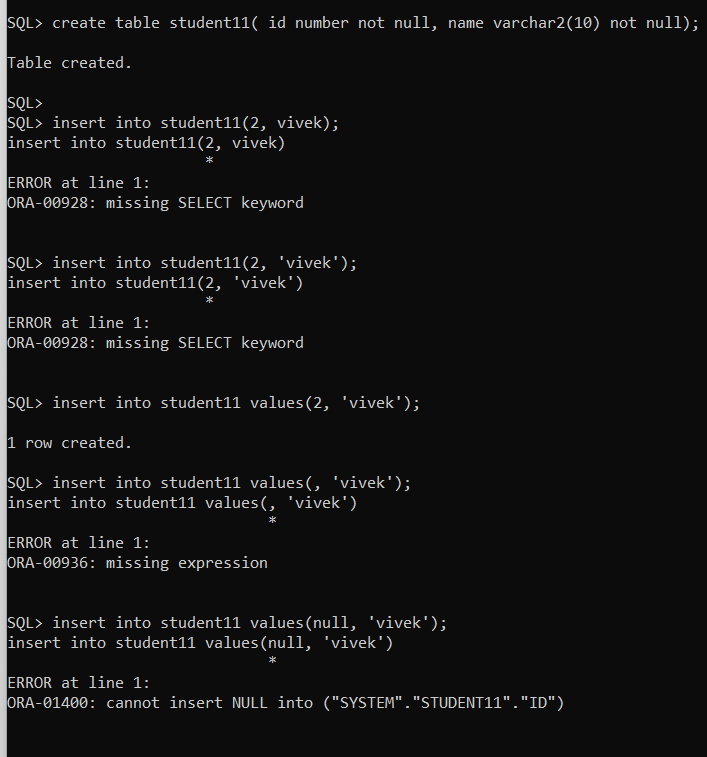 SQL> create table student11( id number not null, name varchar2(10) not null);
Table created.
SQL>
SQL> insert into student11(2, vivek);
insert into student11(2, vivek)
*
ERROR at line 1:
ORA-00928: missing SELECT keyword
SQL> insert into student11(2, 'vivek');
insert into student11(2, 'vivek')
*
ERROR at line 1:
ORA-00928: missing SELECT keyword
SQL> insert into student11 values(2, 'vivek');
1 row created.
SQL> insert into student11 values(, 'vivek');
insert into student11 values(, 'vivek')
*
ERROR at line 1:
ORA-00936: missing expression
SQL> insert into student11 values(null, 'vivek');
insert into student11 values(null, 'vivek')
*
ERROR at line 1:
ORA-01400: cannot insert NULL into ("SYSTEM"."STUDENT11"."ID")